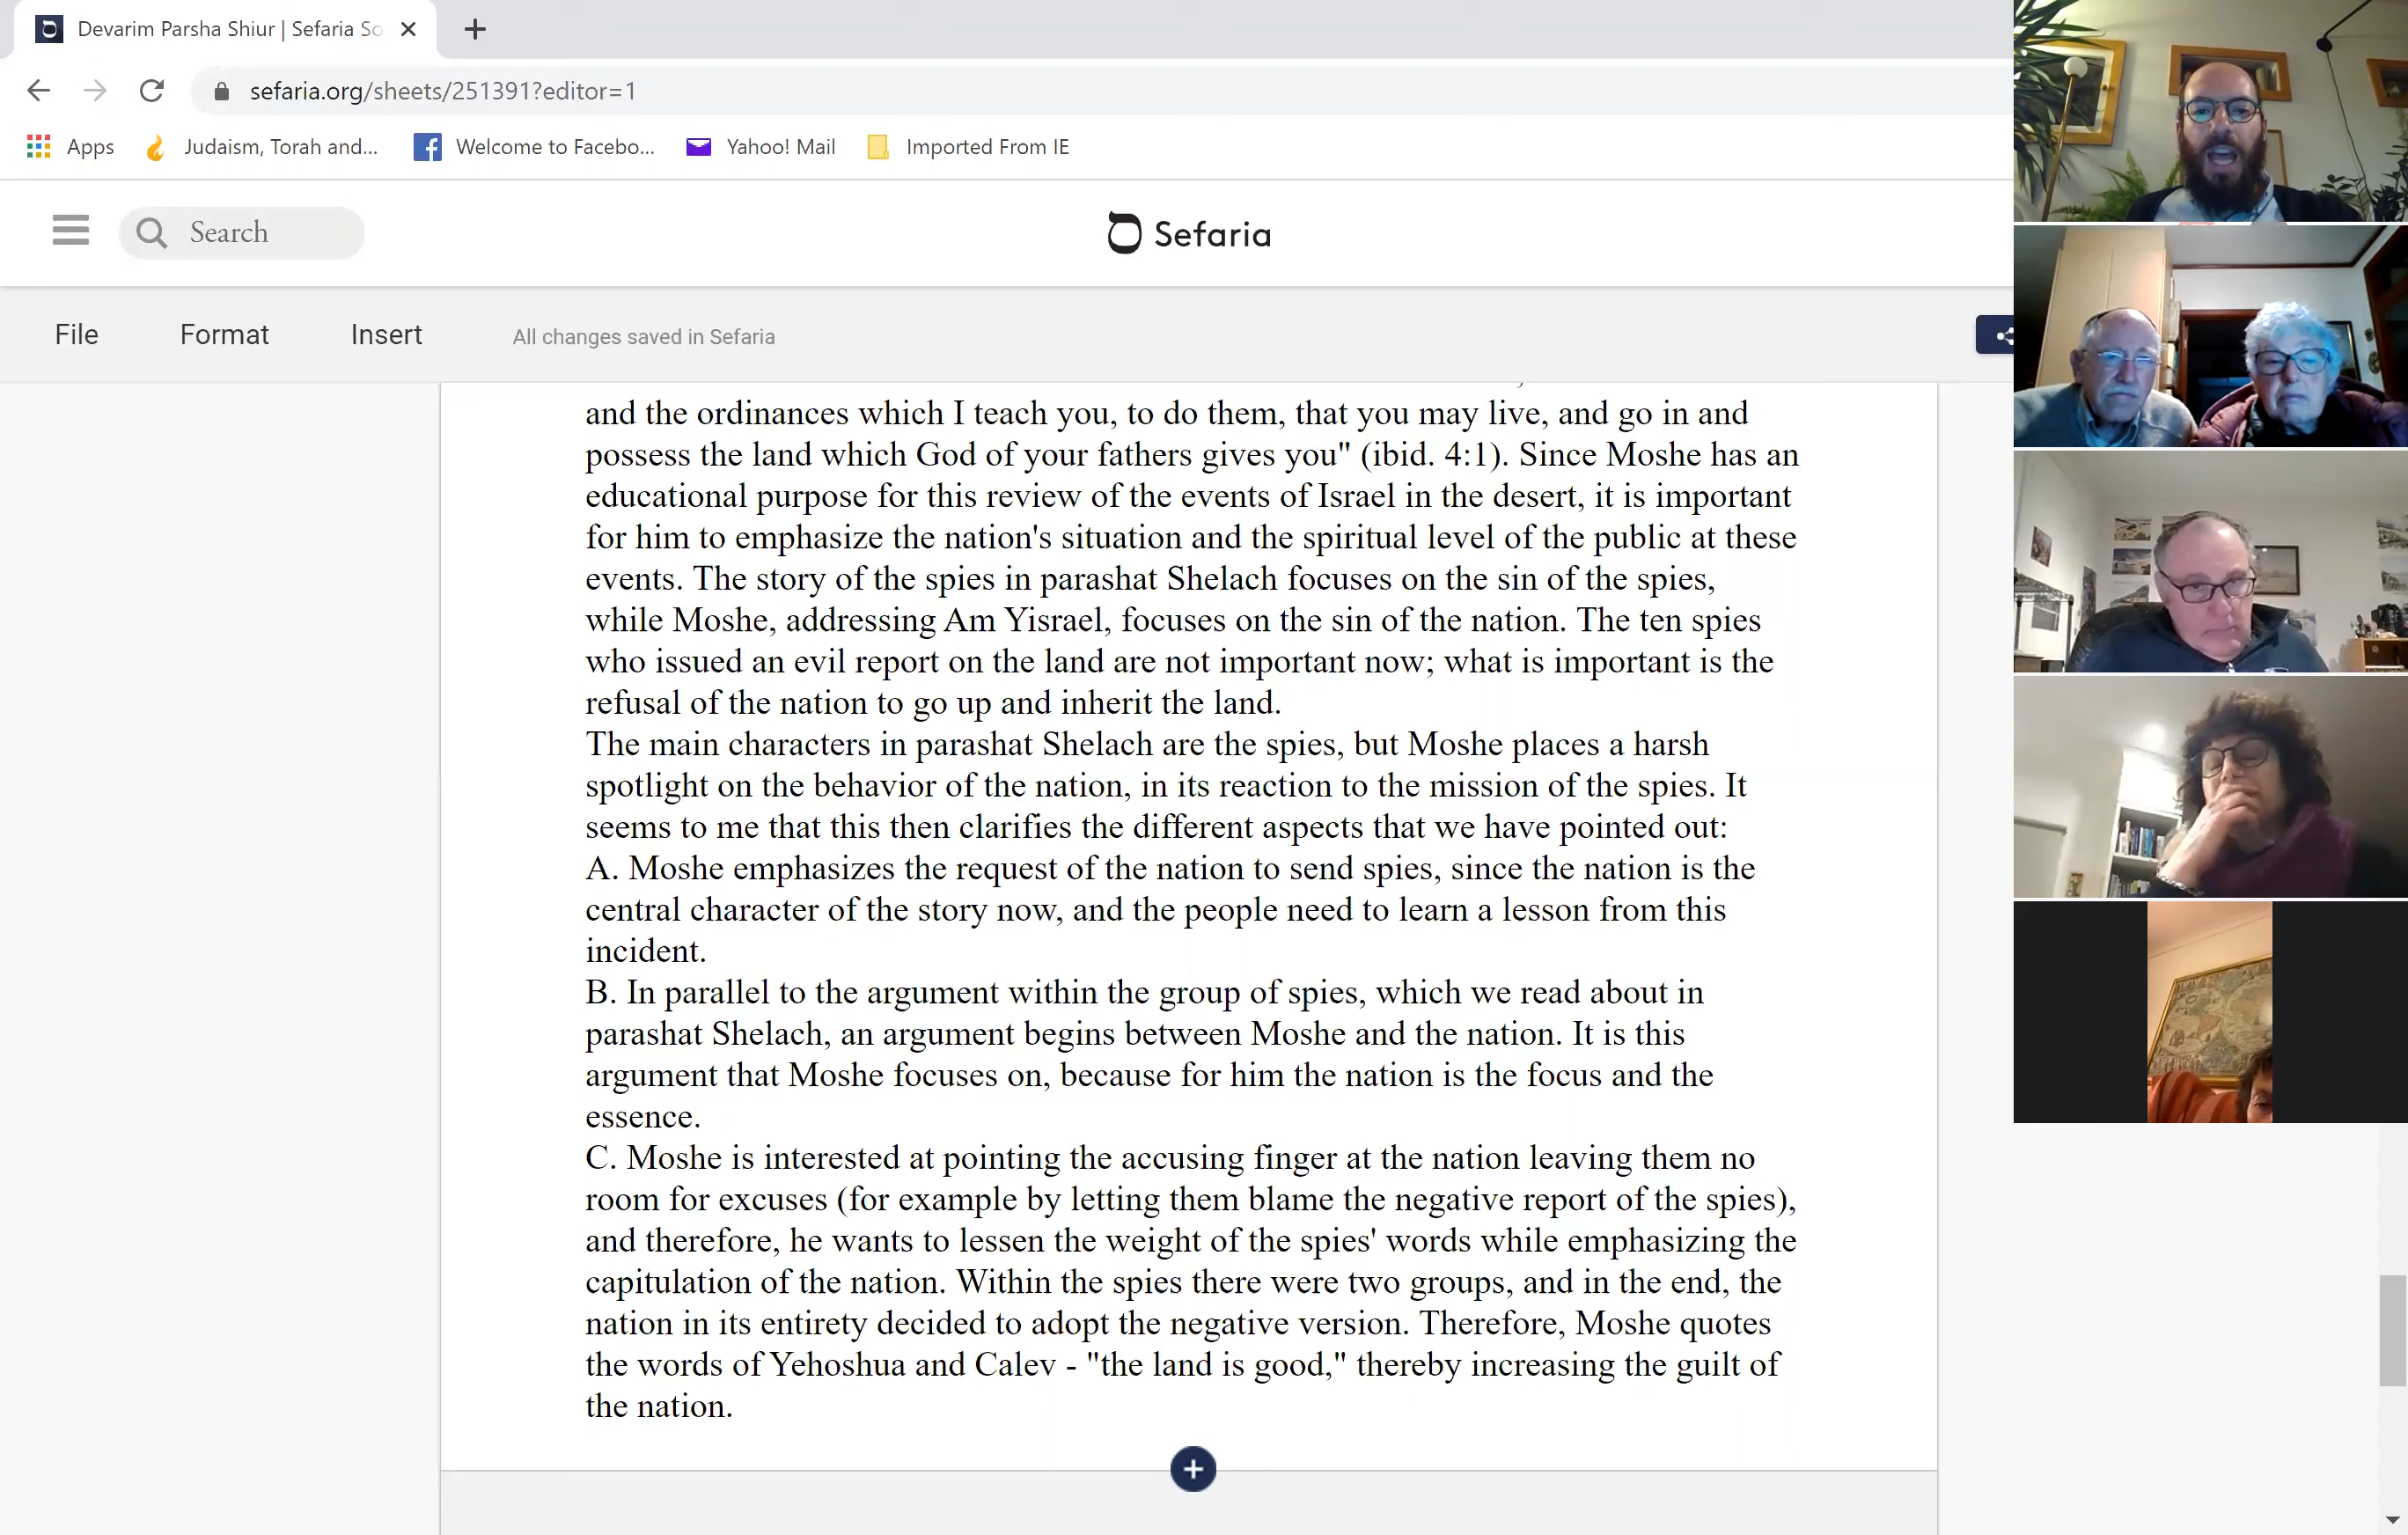 Devarim Parsha Shiur | Sefaria So
sefaria.org/sheets/251391?editor=1
Apps Judaism, Torah and... Welcome to Facebo... Yahoo! Mail Imported From IE
Search
Sefaria
File Format Insert All changes saved in Sefaria
and the ordinances which I teach you, to do them, that you may live, and go in and
possess the land which God of your fathers gives you" (ibid. 4:1). Since Moshe has an
educational purpose for this review of the events of Israel in the desert, it is important
for him to emphasize the nation's situation and the spiritual level of the public at these
events. The story of the spies in parashat Shelach focuses on the sin of the spies,
while Moshe, addressing Am Yisrael, focuses on the sin of the nation. The ten spies
who issued an evil report on the land are not important now; what is important is the
refusal of the nation to go up and inherit the land.
The main characters in parashat Shelach are the spies, but Moshe places a harsh
spotlight on the behavior of the nation, in its reaction to the mission of the spies. It
seems to me that this then clarifies the different aspects that we have pointed out:
A. Moshe emphasizes the request of the nation to send spies, since the nation is the
central character of the story now, and the people need to learn a lesson from this
incident.
B. In parallel to the argument within the group of spies, which we read about in
parashat Shelach, an argument begins between Moshe and the nation. It is this
argument that Moshe focuses on, because for him the nation is the focus and the
essence.
C. Moshe is interested at pointing the accusing finger at the nation leaving them no
room for excuses (for example by letting them blame the negative report of the spies),
and therefore, he wants to lessen the weight of the spies' words while emphasizing the
capitulation of the nation. Within the spies there were two groups, and in the end, the
nation in its entirety decided to adopt the negative version. Therefore, Moshe quotes
the words of Yehoshua and Calev - "the land is good," thereby increasing the guilt of
the nation.